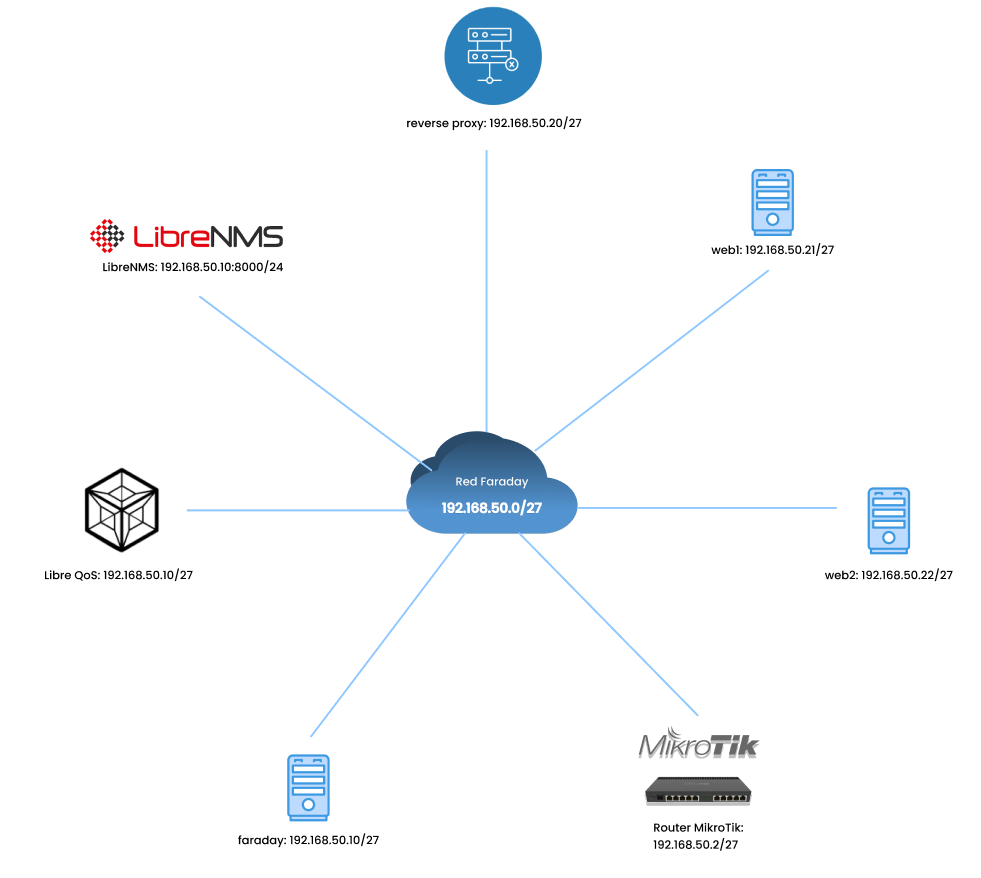 reverse proxy: 192.168.50.20/27
LibreNMS
LibreNMS: 192.168.50.10:8000/24
web1: 192.168.50.21/27
Red Faraday
192.168.50.0/27
Libre QoS: 192.168.50.10/27
web2: 192.168.50.22/27
MikroTik
faraday: 192.168.50.10/27
Router MikroTik:
192.168.50.2/27